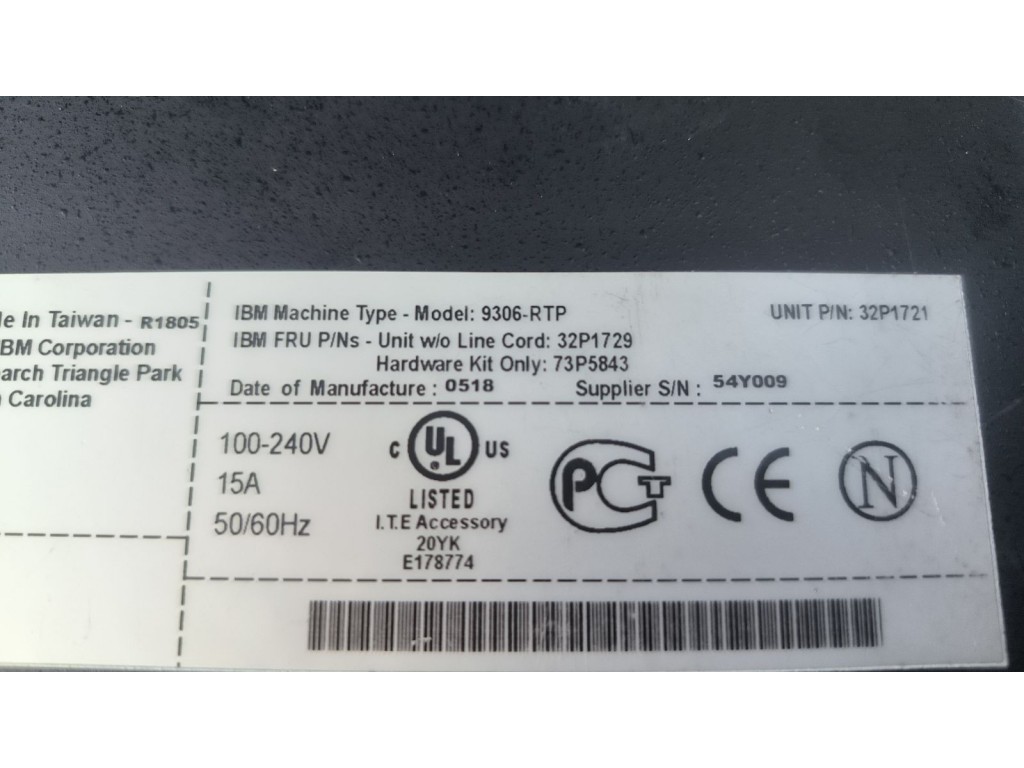 le In Taiwan - R1805
BM Corporation
arch Triangle Park
Carolina
IBM Machine Type - Model: 9306-RTP
UNIT P/N: 32P1721
IBM FRU P/Ns - Unit w/o Line Cord: 32P1729
Hardware Kit Only: 73P5843
Date of Manufacture : 0518
Supplier S/N : 54Y009
100-240V
15A
50/60Hz
C UL US
®
LISTED
I.T.E Accessory
20YK
E178774
PCT
CE
N